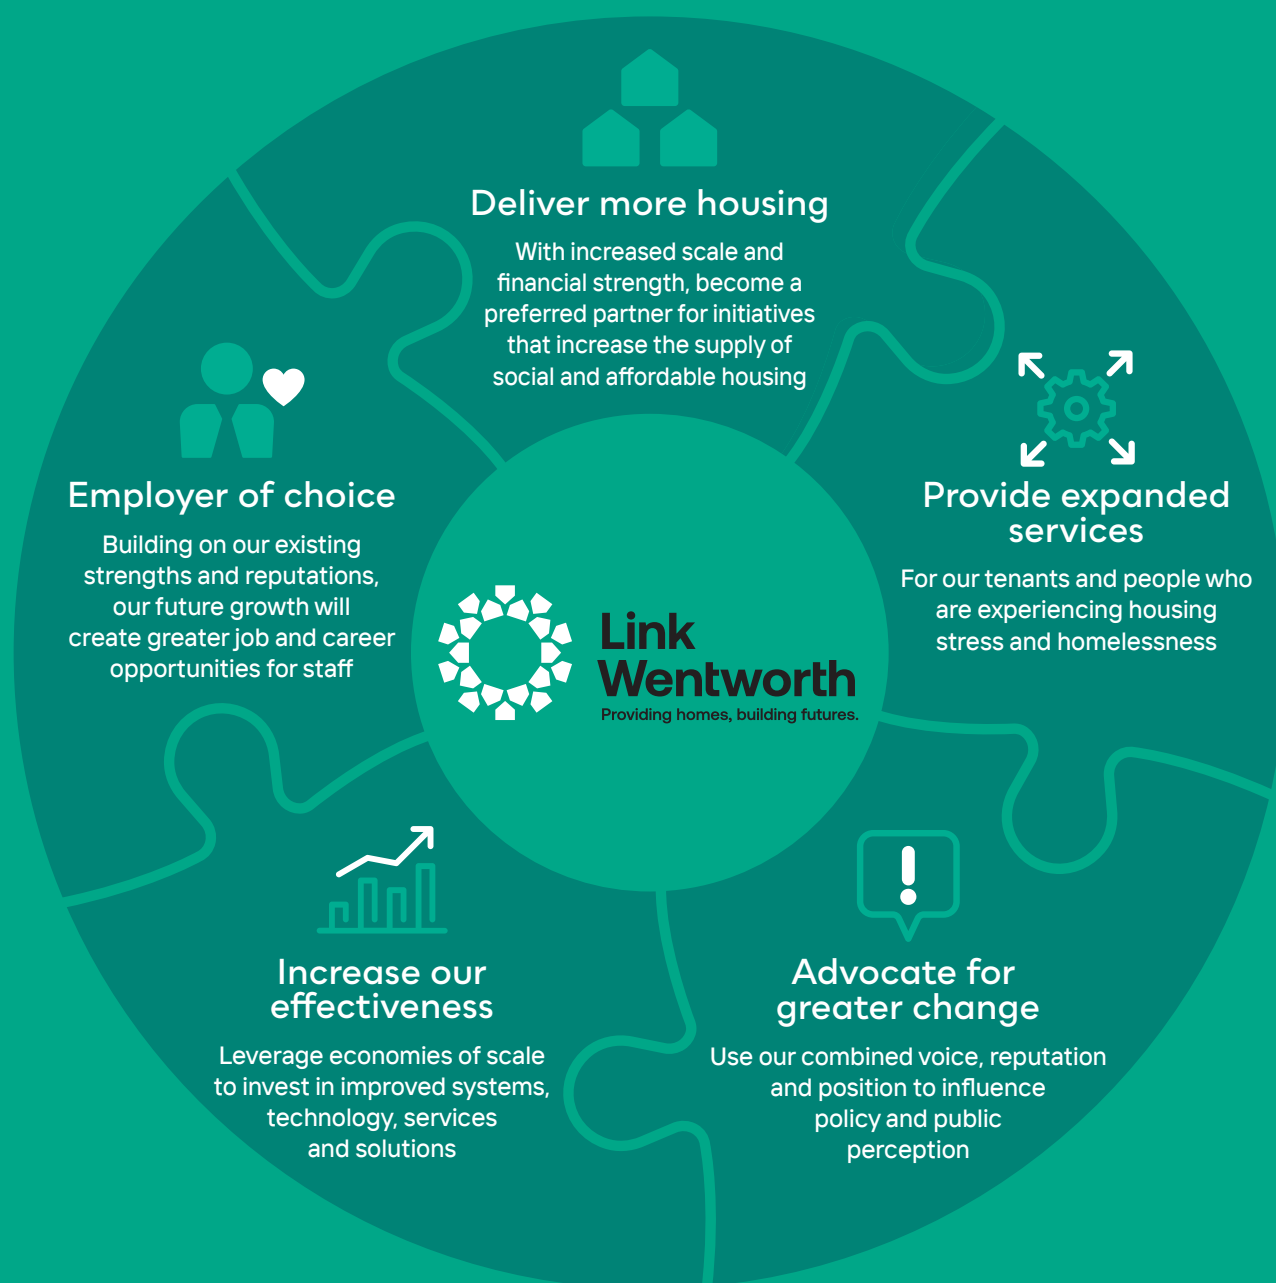 Deliver more housing
With increased scale and
financial strength, become a
preferred partner for initiatives
that increase the supply of
social and affordable housing
Provide expanded
services
For our tenants and people who
are experiencing housing
stress and homelessness
Advocate for
greater change
Use our combined voice, reputation
and position to influence
policy and public
perception
Increase our
effectiveness
Leverage economies of scale
to invest in improved systems,
technology, services
and solutions
Employer of choice
Building on our existing
strengths and reputations,
our future growth will
create greater job and career
opportunities for staff
Link
Wentworth
Providing homes, building futures.